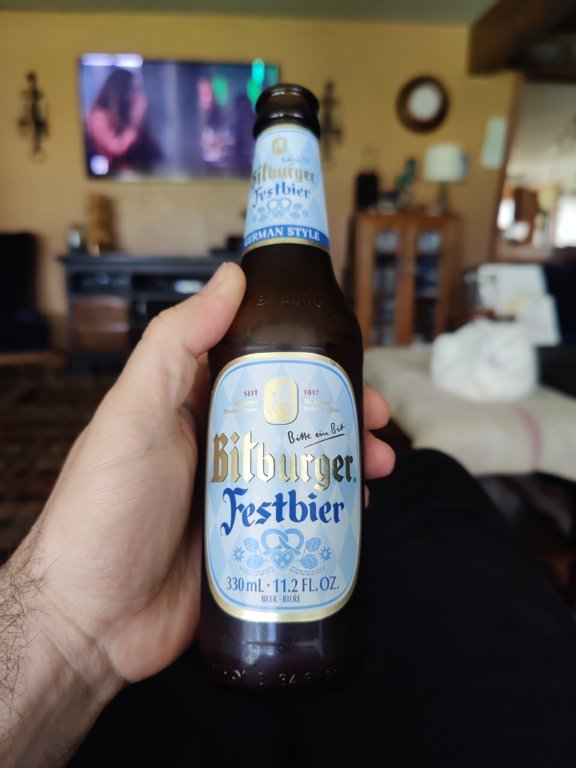 Bitburger
Festbier
GERMAN STYLE
SEIT 1817
Bitte ein Bit
Bitburger
Festbier
330 mL · 11.2 FL. OZ.
BEER · BIERE